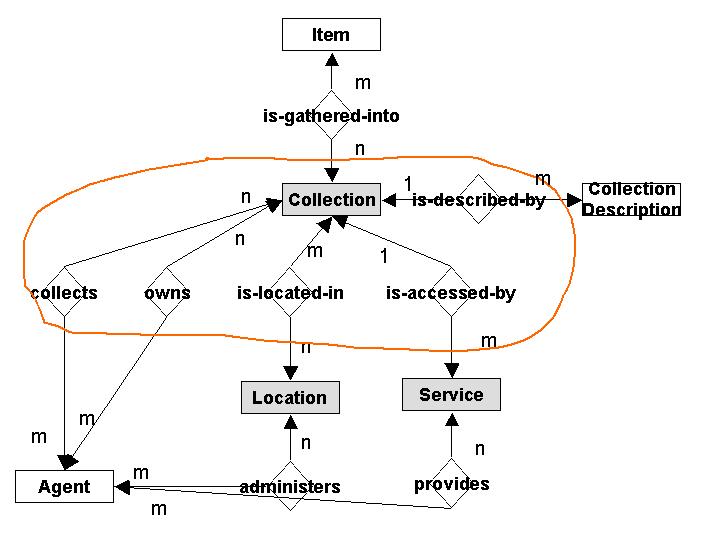 Item
m
is-gathered-into
n
Collection
1
is-described-by
m
Collection
Description
n
n
m
1
collects
owns
is-located-in
is-accessed-by
n
m
Location
Service
m
m
n
n
Agent
m
administers
provides
m